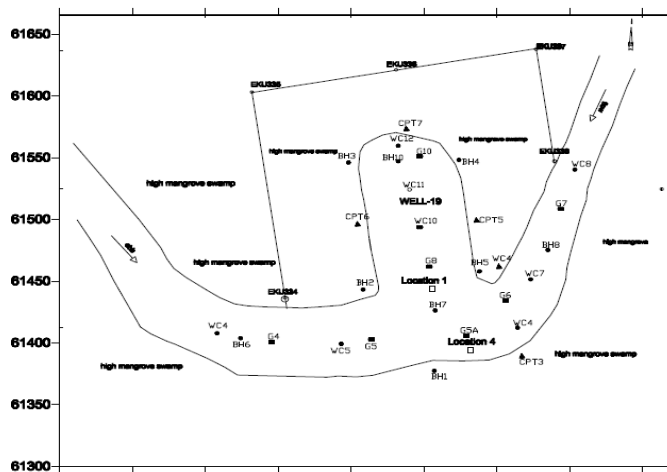 61650
EKU337
EKU336
61600
EKU335
CPT7
WC12
high mangrove swamp
BH3
BH10
G10
BH4
61550
EKU338
WC8
high mangrove swamp
WC11
WELL-19
G7
61500
CPT6
WC10
CPT5
high mangrove
BH8
high mangrove swamp
G8
WC4
BH5
61450
Location 1
WC7
BH2
EKU334
G6
BH7
WC4
G5A
WC4
BH6
G4
WC5
G5
Location 4
61400
high mangrove swamp
CPT3
high mangrove swamp
BH1
61350
61300